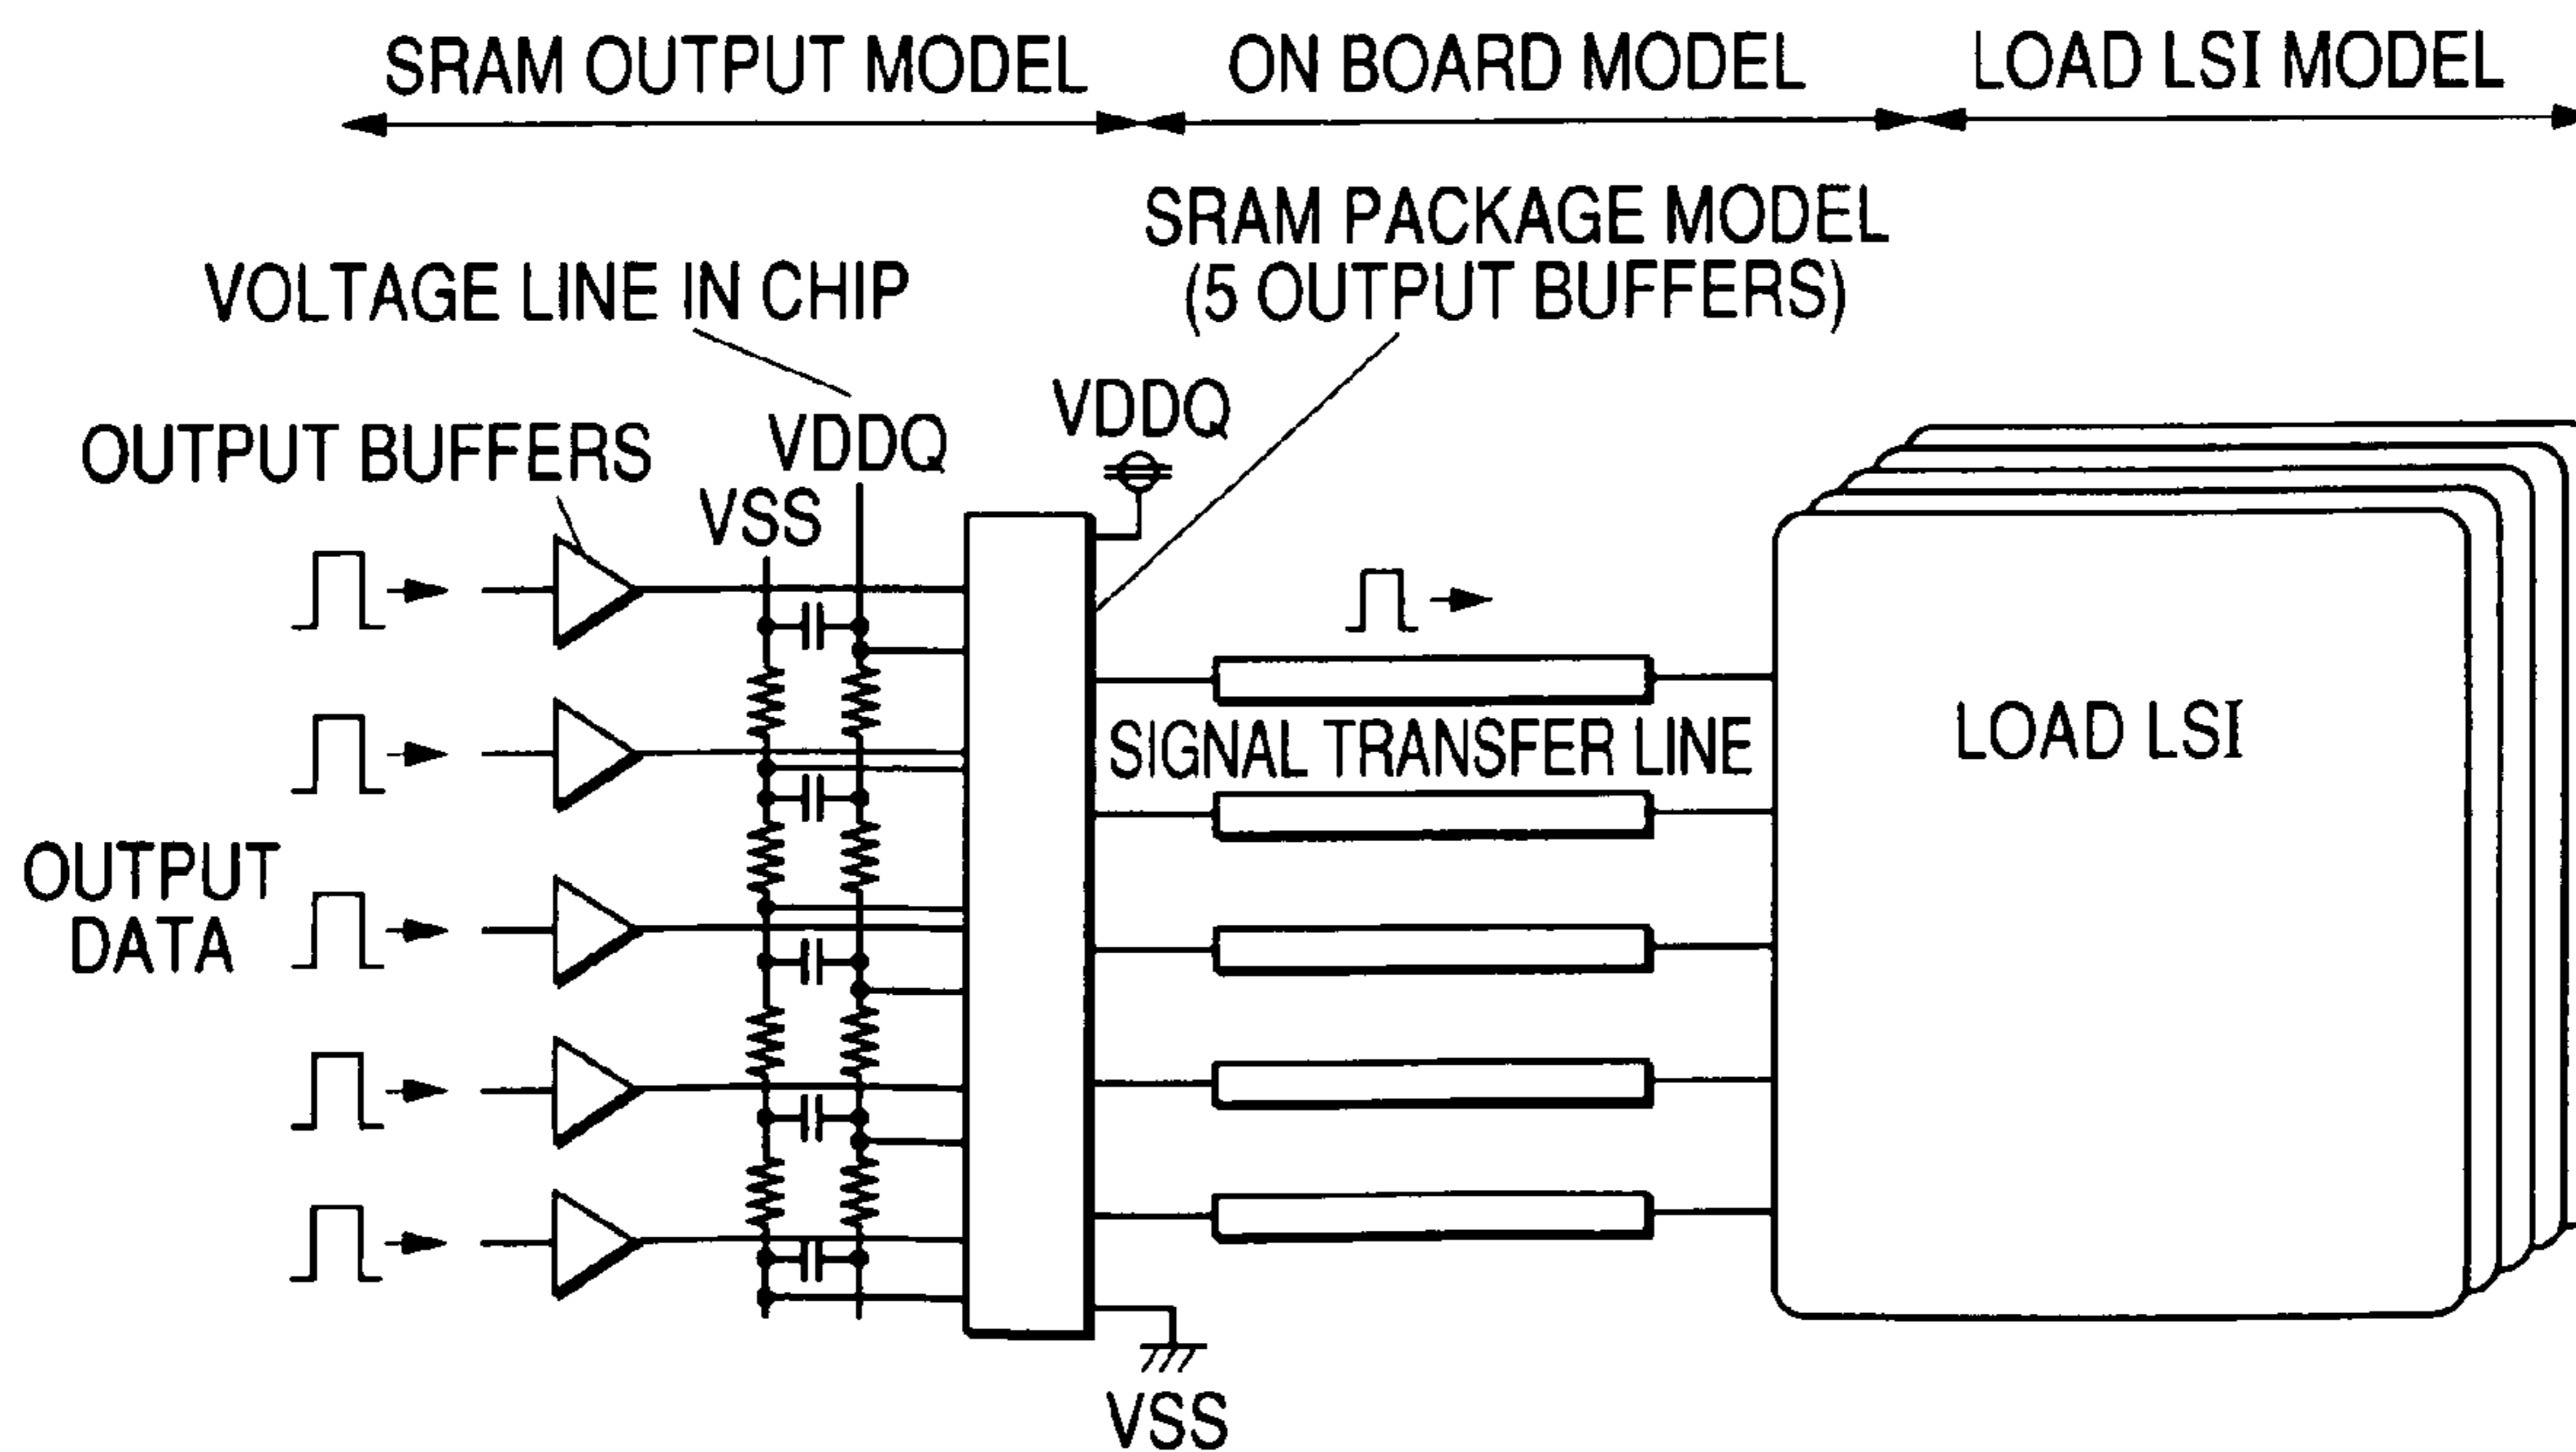 SRAM OUTPUT MODEL
ON BOARD MODEL
LOAD LSI MODEL
SRAM PACKAGE MODEL
(5 OUTPUT BUFFERS)
VOLTAGE LINE IN CHIP
VDDQ
OUTPUT BUFFERS
VDDQ
VSS
SIGNAL TRANSFER LINE
LOAD LSI
OUTPUT
DATA
VSS